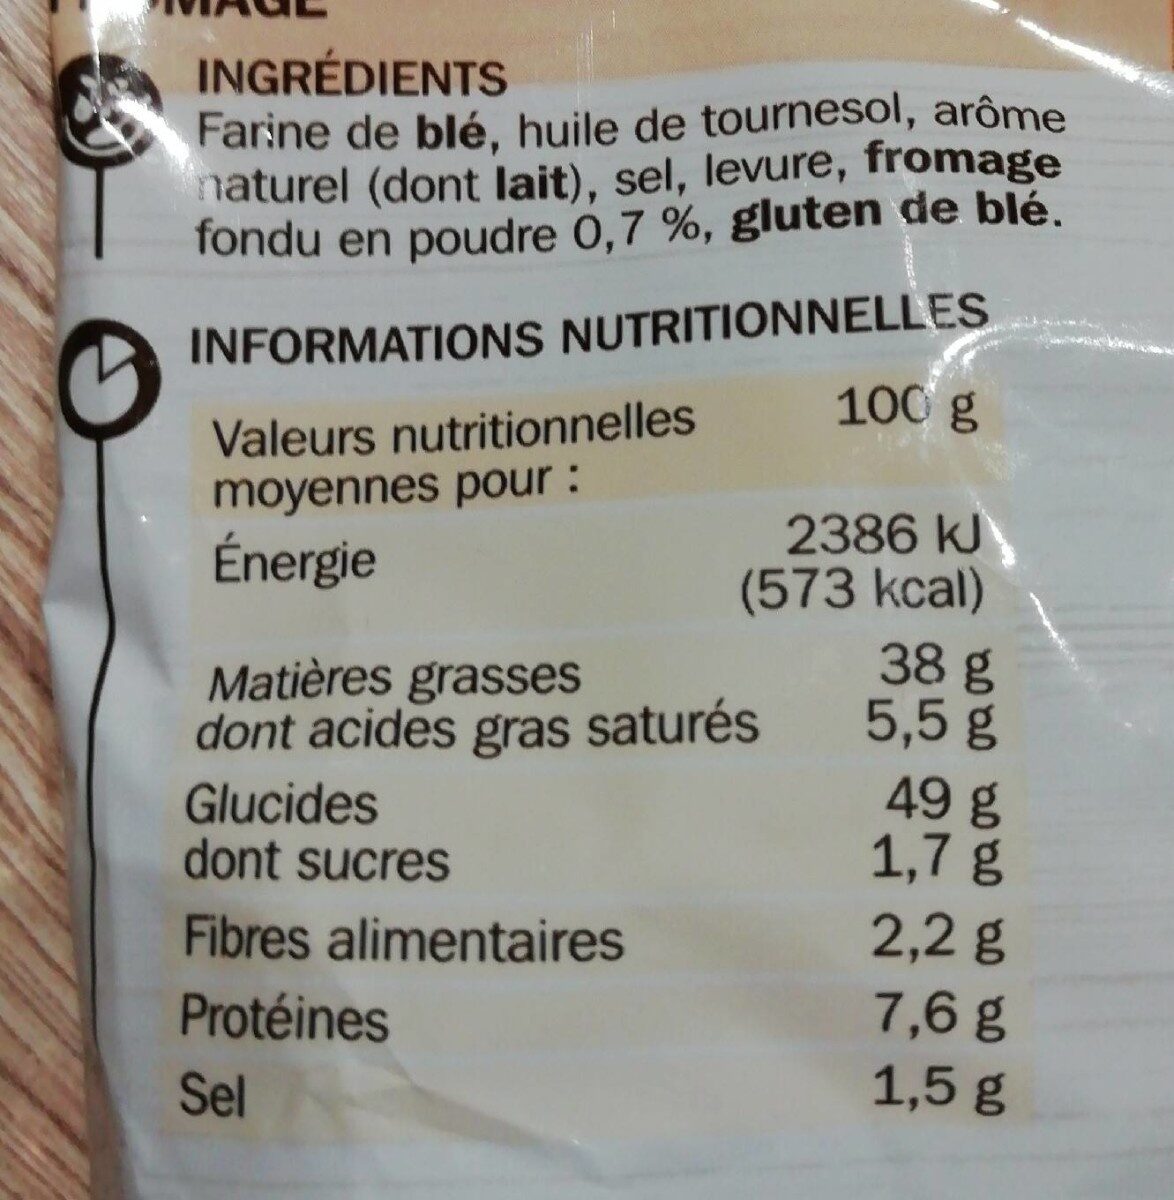 INGRÉDIENTS
Farine de blé, huile de tournesol, arôme
naturel (dont lait), sel, levure, fromage
fondu en poudre 0,7 %, gluten de blé.
INFORMATIONS NUTRITIONNELLES
Valeurs nutritionnelles 100 g
moyennes pour :
Énergie 2386 kJ
(573 kcal)
Matières grasses 38 g
dont acides gras saturés 5,5 g
Glucides 49 g
dont sucres 1,7 g
Fibres alimentaires 2,2 g
Protéines 7,6 g
Sel 1,5 g